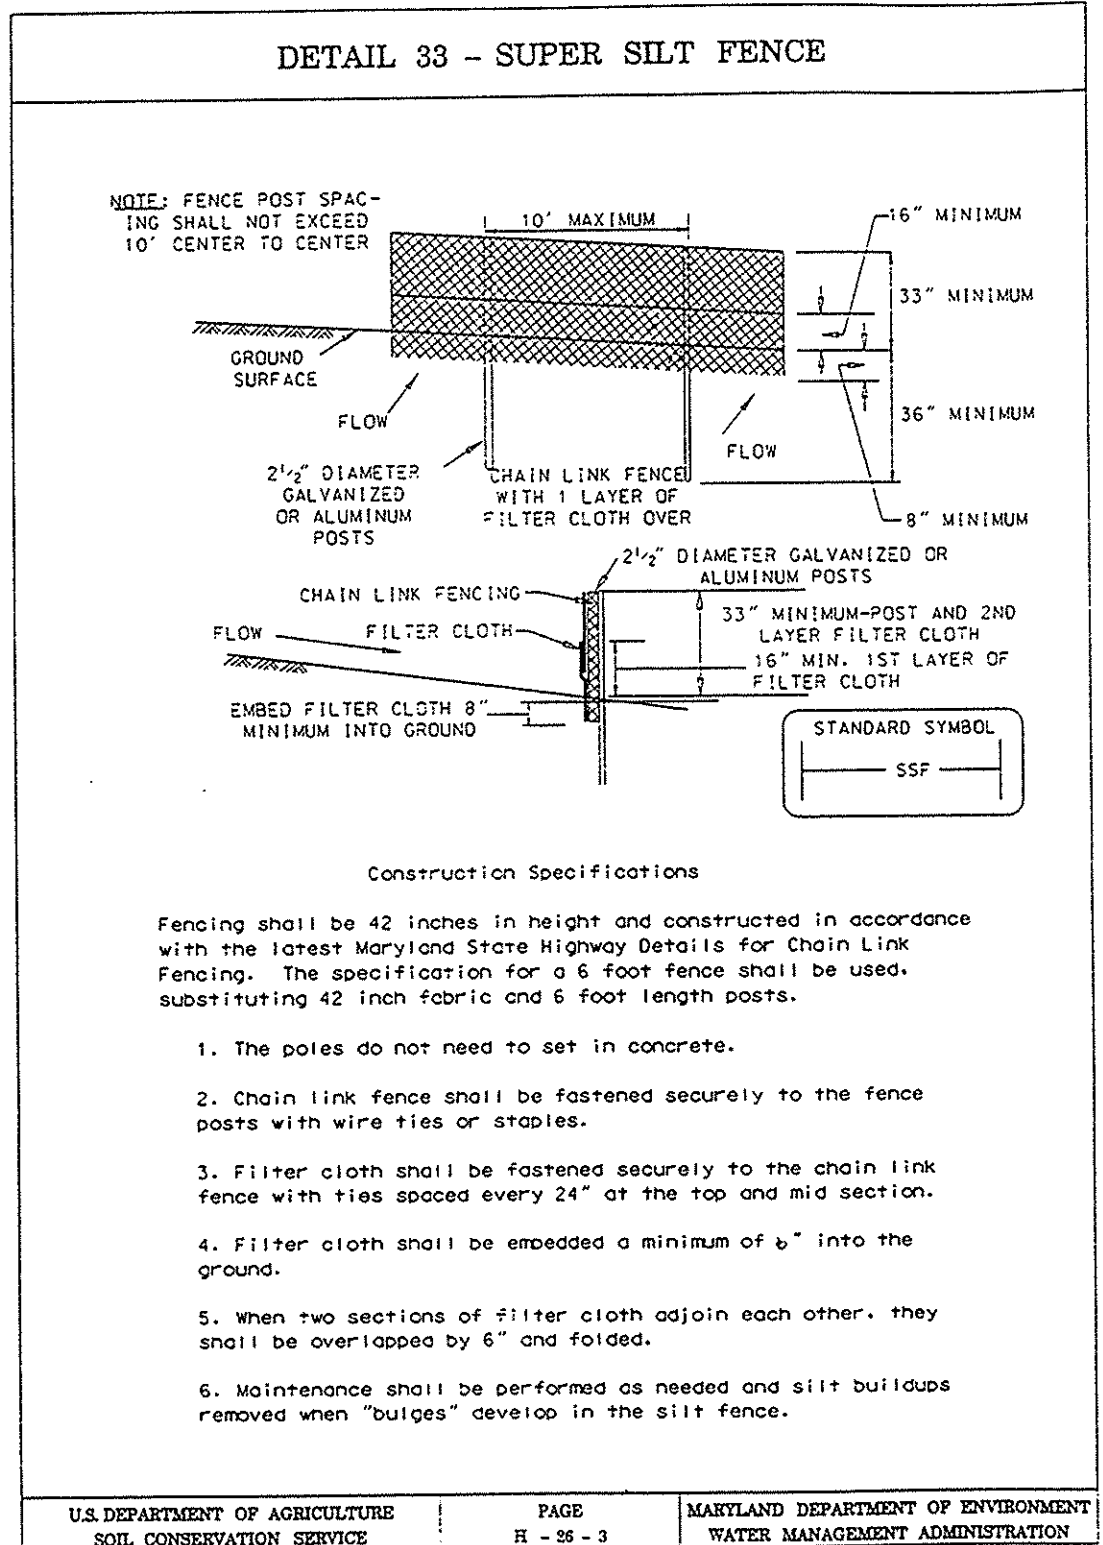 DETAIL 33 - SUPER SILT FENCE
NOTE: FENCE POST SPAC-
ING SHALL NOT EXCEED
10' CENTER TO CENTER
10' MAXIMUM
16" MINIMUM
33" MINIMUM
GROUND
SURFACE
FLOW
36" MINIMUM
FLOW
2 1/2" DIAMETER
GALVANIZED
OR ALUMINUM
POSTS
CHAIN LINK FENCE
WITH 1 LAYER OF
FILTER CLOTH OVER
8" MINIMUM
2 1/2" DIAMETER GALVANIZED OR
ALUMINUM POSTS
CHAIN LINK FENCING
FLOW
FILTER CLOTH
33" MINIMUM-POST AND 2ND
LAYER FILTER CLOTH
16" MIN. 1ST LAYER OF
FILTER CLOTH
EMBED FILTER CLOTH 8"
MINIMUM INTO GROUND
STANDARD SYMBOL
SSF
Construction Specifications
Fencing shall be 42 inches in height and constructed in accordance
with the latest Maryland State Highway Details for Chain Link
Fencing. The specification for a 6 foot fence shall be used.
substituting 42 inch fabric and 6 foot length posts.
1. The poles do not need to set in concrete.
2. Chain link fence shall be fastened securely to the fence
posts with wire ties or staples.
3. Filter cloth shall be fastened securely to the chain link
fence with ties spaced every 24" at the top and mid section.
4. Filter cloth shall be embedded a minimum of into the
ground.
5. When two sections of filter cloth adjoin each other. they
shall be overlapped by 6" and folded.
6. Maintenance shall be performed as needed and silt buildups
removed when "bulges" develop in the silt fence.
U.S. DEPARTMENT OF AGRICULTURE
SOIL CONSERVATION SERVICE
PAGE
H - 26 - 3
MARYLAND DEPARTMENT OF ENVIRONMENT
WATER MANAGEMENT ADMINISTRATION